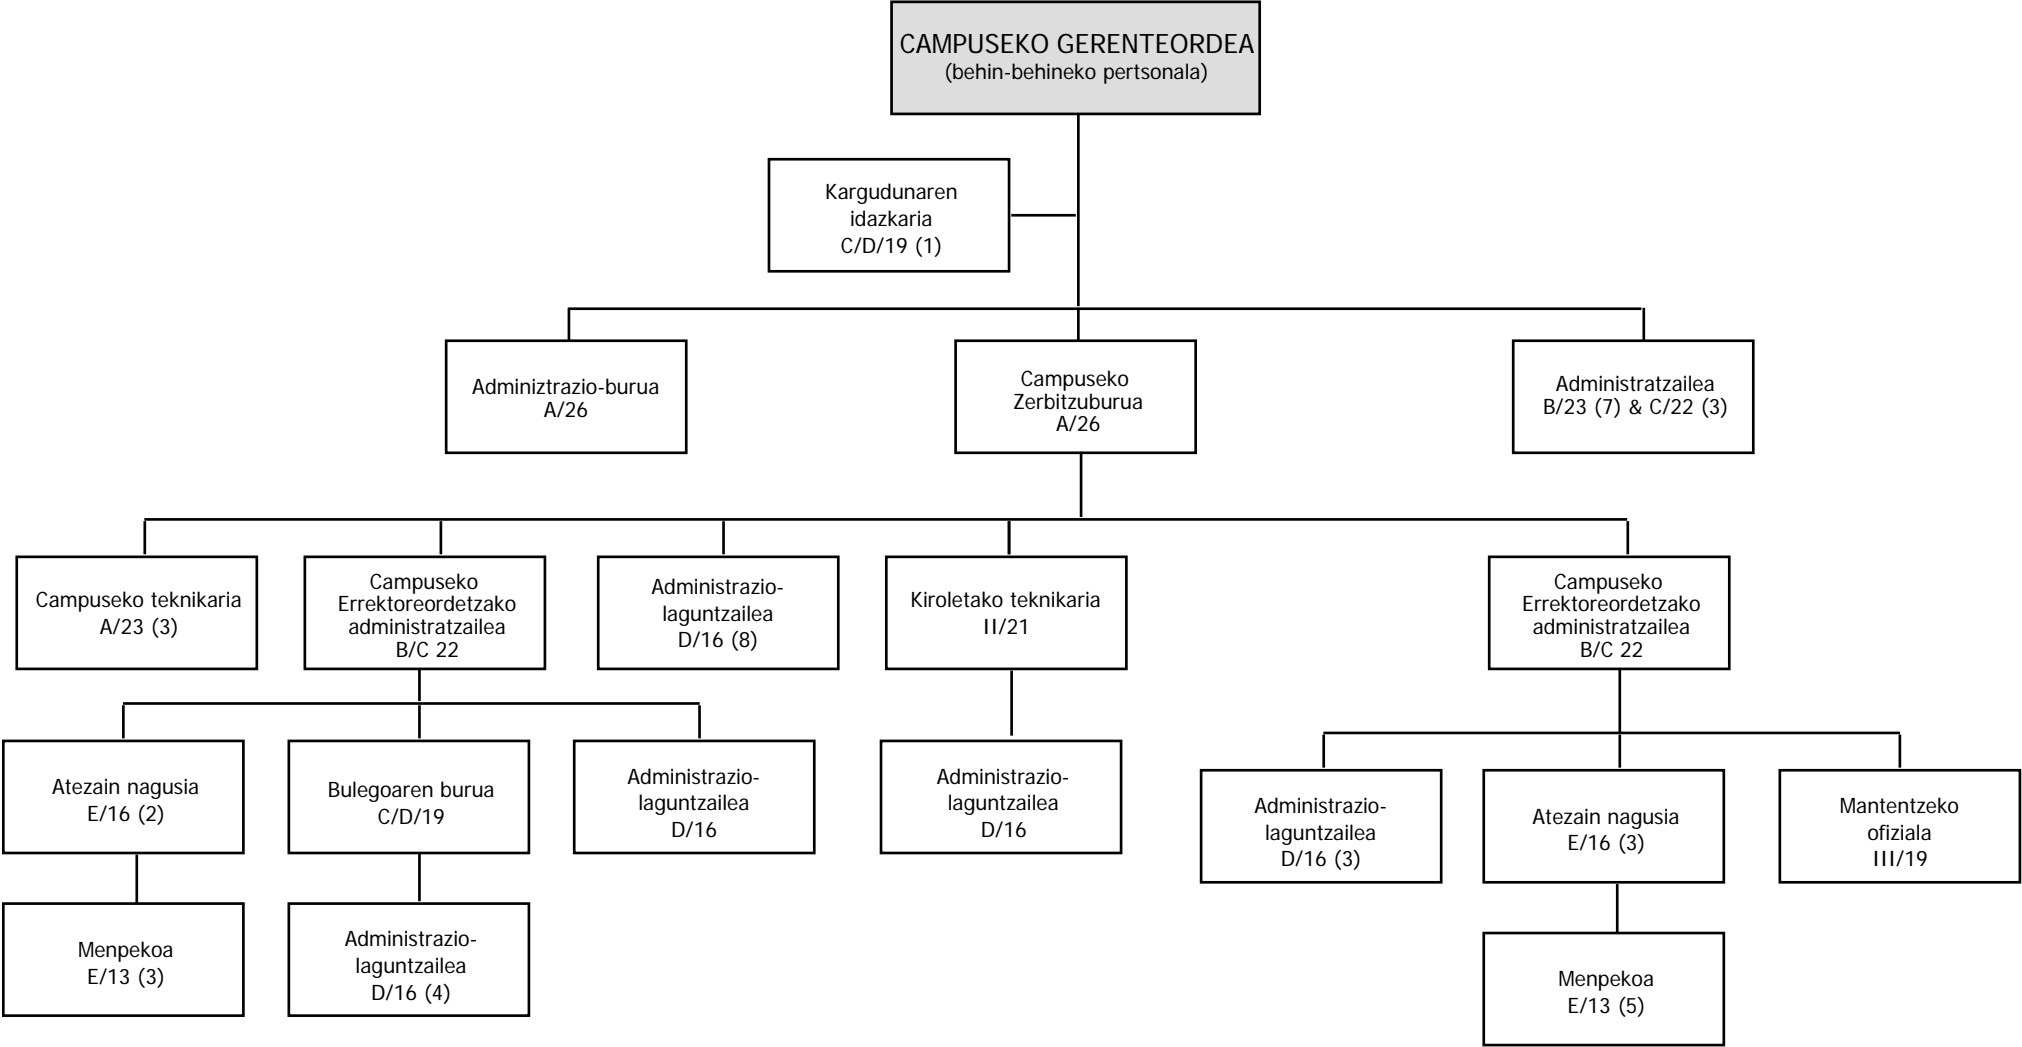 CAMPUSEKO GERENTEORDEA
(behin-behineko pertsonala)
Kargudunaren
idazkaria
C/D/19 (1)
Adminiztrazio-burua
A/26
Campuseko
Zerbitzuburua
A/26
Administratzailea
B/23 (7) & C/22 (3)
Campuseko teknikaria
A/23 (3)
Campuseko
Errektoreordetzako
administratzailea
B/C 22
Administrazio-
laguntzailea
D/16 (8)
Kiroletako teknikaria
II/21
Campuseko
Errektoreordetzako
administratzailea
B/C 22
Atezain nagusia
E/16 (2)
Bulegoaren burua
C/D/19
Administrazio-
laguntzailea
D/16
Administrazio-
laguntzailea
D/16
Administrazio-
laguntzailea
D/16 (3)
Atezain nagusia
E/16 (3)
Mantentzeko
ofiziala
III/19
Menpekoa
E/13 (3)
Administrazio-
laguntzailea
D/16 (4)
Menpekoa
E/13 (5)